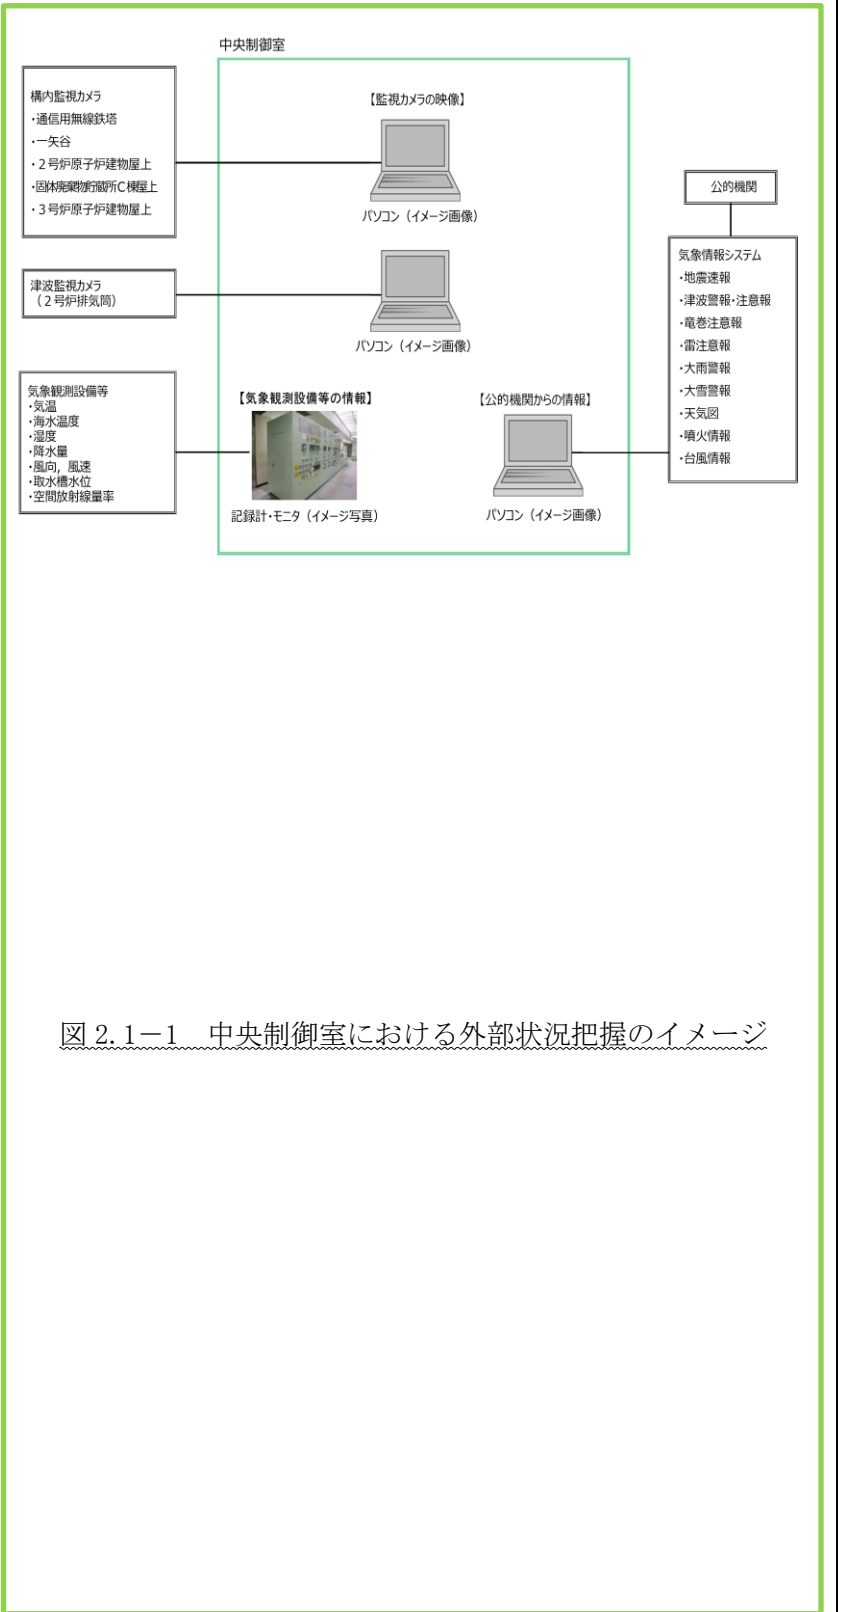 中央制御室
構内監視カメラ
・通信用無線鉄塔
・一矢谷
・２号炉原子炉建物屋上
・固体廃棄物貯蔵所Ｃ棟屋上
・３号炉原子炉建物屋上
【監視カメラの映像】
パソコン（イメージ画像）
津波監視カメラ
（２号炉排気筒）
パソコン（イメージ画像）
気象観測設備等
・気温
・海水温度
・湿度
・降水量
・風向，風速
・取水槽水位
・空間放射線量率
【気象観測設備等の情報】
記録計・モニタ（イメージ写真）
【公的機関からの情報】
パソコン（イメージ画像）
公的機関
気象情報システム
・地震速報
・津波警報・注意報
・竜巻注意報
・雷注意報
・大雨警報
・大雪警報
・天気図
・噴火情報
・台風情報
図 2.1－1　中央制御室における外部状況把握のイメージ